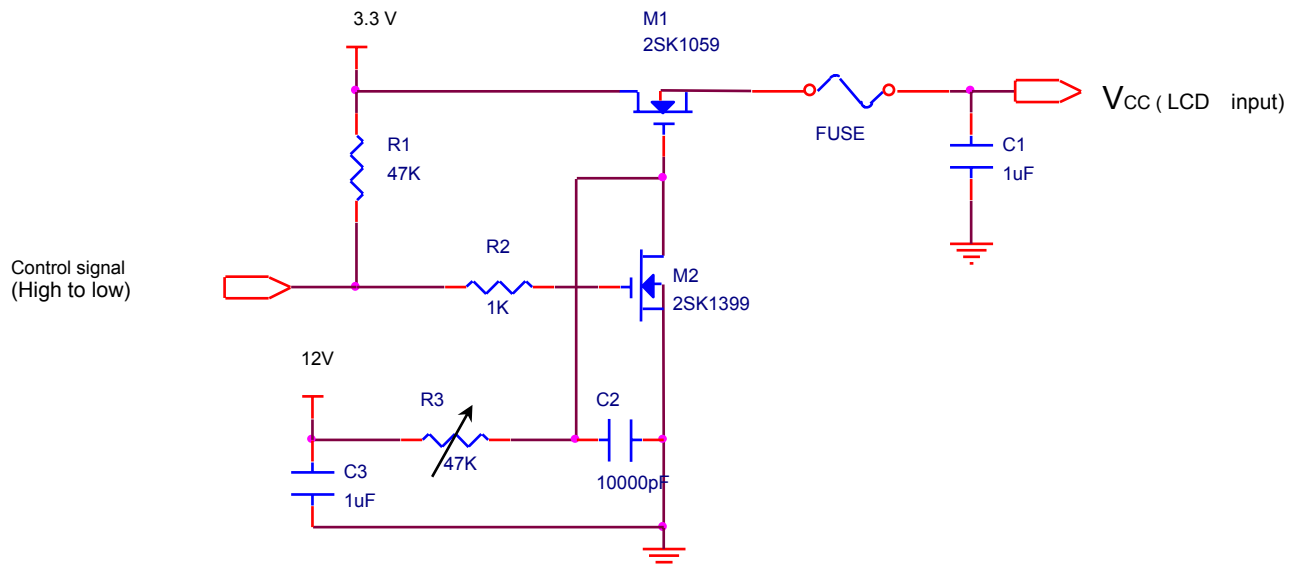 3.3 V
M1
2SK1059
R1
47K
FUSE
C1
1uF
VCC ( LCD input)
Control signal
(High to low)
R2
1K
M2
2SK1399
12V
R3
47K
C2
10000pF
C3
1uF